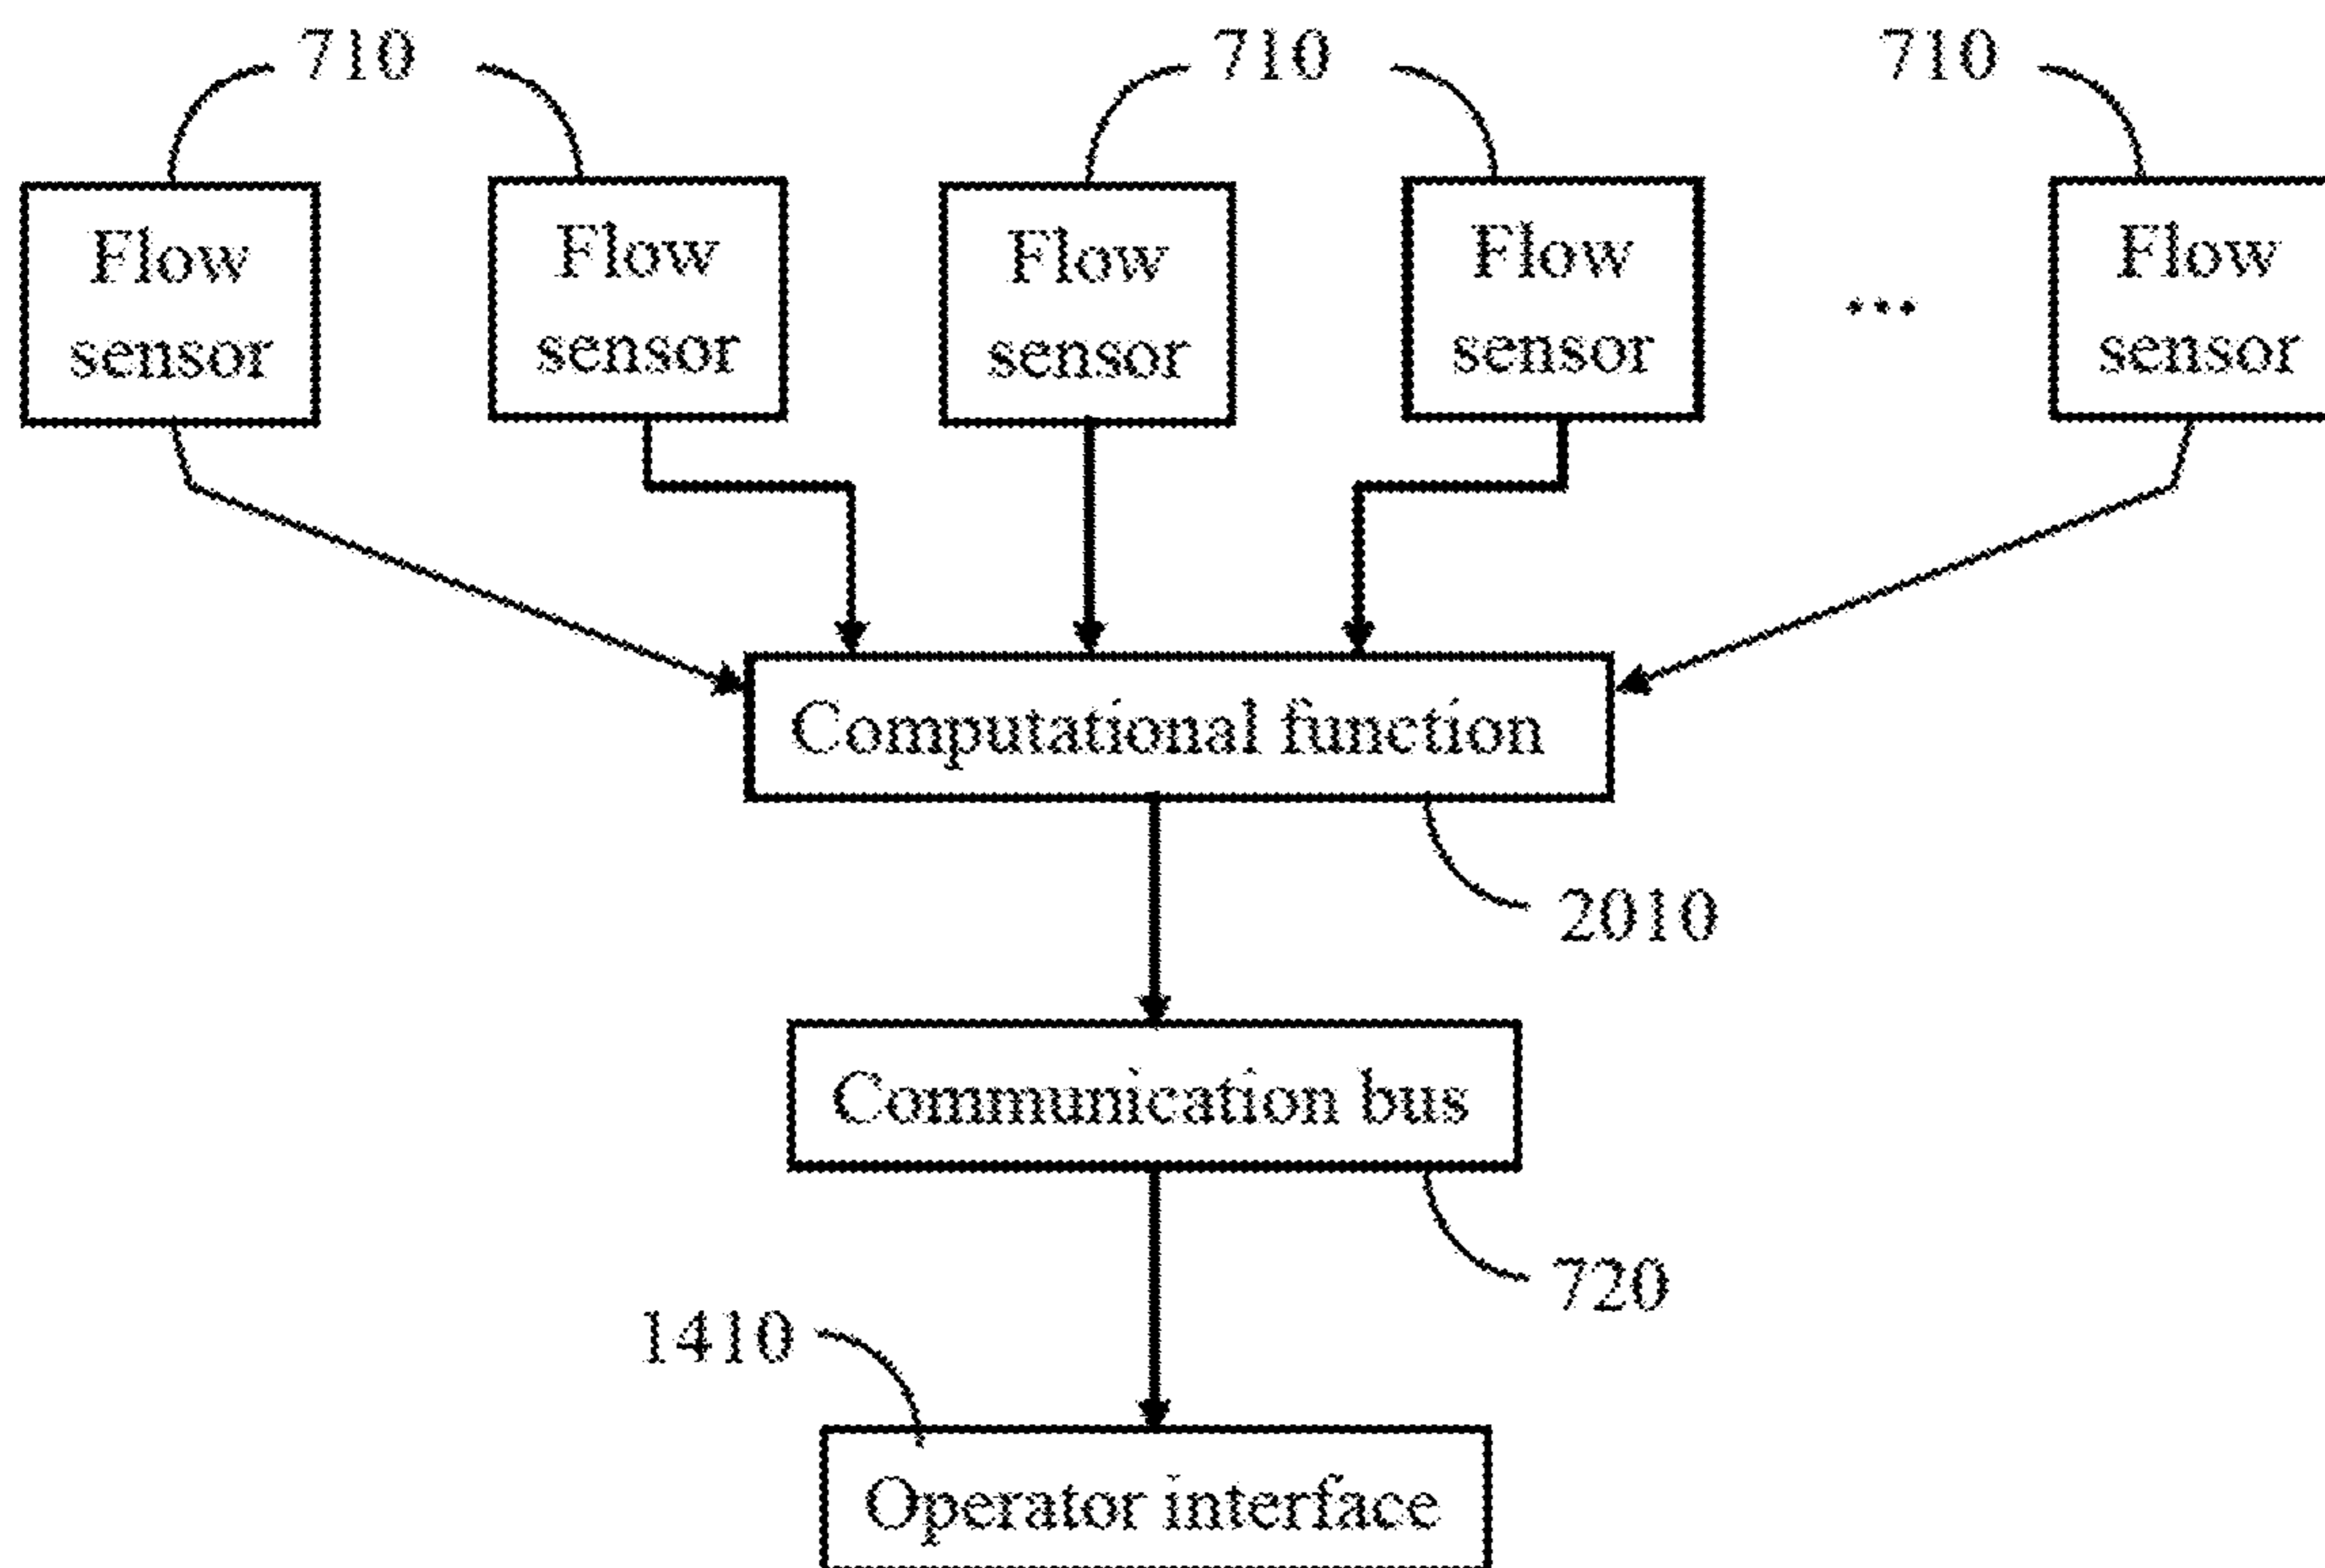 710
710
710
Flow
sensor
Flow
sensor
Flow
sensor
Flow
sensor
...
Flow
sensor
Computational function
2010
Communication bus
720
1410
Operator interface